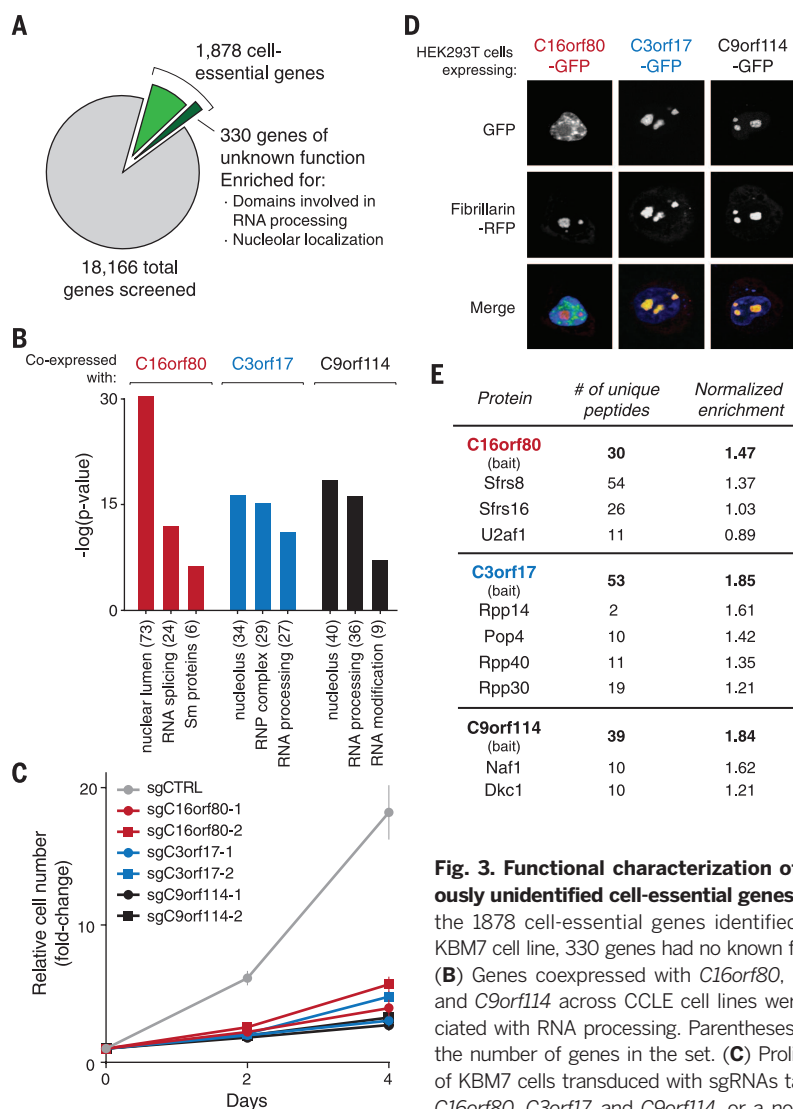 A
1,878 cell-
essential genes
330 genes of
unknown function
Enriched for:
· Domains involved in
RNA processing
· Nucleolar localization
18,166 total
genes screened
B
Co-expressed
with:
C16orf80
C3orf17
C9orf114
-log(p-value)
30
15
0
nuclear lumen (73)
RNA splicing (24)
Sm proteins (6)
nucleolus (34)
RNP complex (29)
RNA processing (27)
nucleolus (40)
RNA processing (36)
RNA modification (9)
C
Relative cell number
(fold-change)
20
10
0
sgCTRL
sgC16orf80-1
sgC16orf80-2
sgC3orf17-1
sgC3orf17-2
sgC9orf114-1
sgC9orf114-2
0
2
4
Days
D
HEK293T cells
expressing:
C16orf80
-GFP
C3orf17
-GFP
C9orf114
-GFP
GFP
Fibrillarin
-RFP
Merge
E
Protein # of unique peptides Normalized enrichment
C16orf80 (bait) 30 1.47
Sfrs8 54 1.37
Sfrs16 26 1.03
U2af1 11 0.89
C3orf17 (bait) 53 1.85
Rpp14 2 1.61
Pop4 10 1.42
Rpp40 11 1.35
Rpp30 19 1.21
C9orf114 (bait) 39 1.84
Naf1 10 1.62
Dkc1 10 1.21
Fig. 3. Functional characterization of
ously unidentified cell-essential genes.
the 1878 cell-essential genes identified
KBM7 cell line, 330 genes had no known f
(B) Genes coexpressed with C16orf80,
and C9orf114 across CCLE cell lines were
ciated with RNA processing. Parentheses
the number of genes in the set. (C) Proli
of KBM7 cells transduced with sgRNAs ta
C16orf80, C3orf17 and C9orf114 or a no